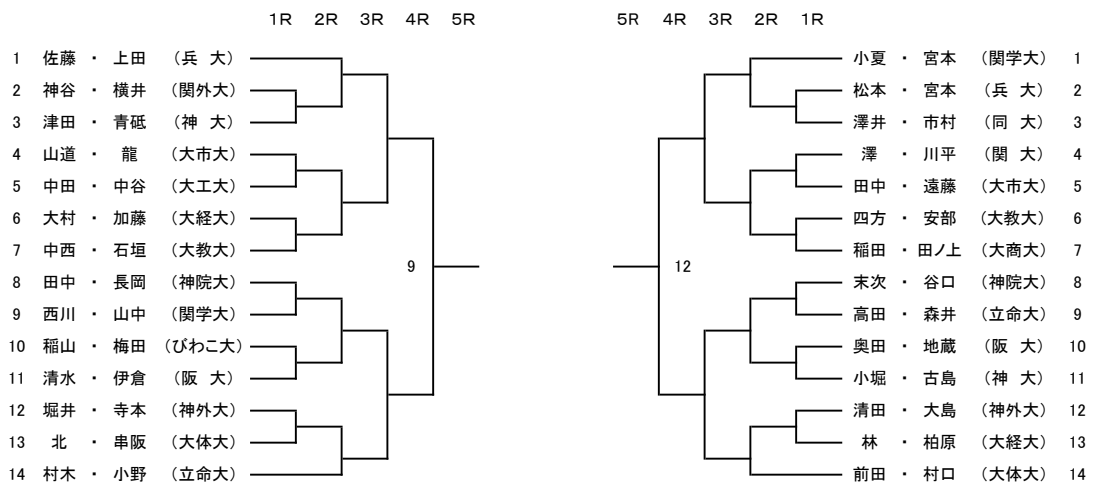 1R 2R 3R 4R 5R
5R 4R 3R 2R 1R
1 佐藤 ・ 上田 (兵 大)
2 神谷 ・ 横井 (関外大)
3 津田 ・ 青砥 (神 大)
4 山道 ・ 龍 (大市大)
5 中田 ・ 中谷 (大工大)
6 大村 ・ 加藤 (大経大)
7 中西 ・ 石垣 (大教大)
8 田中 ・ 長岡 (神院大)
9 西川 ・ 山中 (関学大)
10 稲山 ・ 梅田 (びわこ大)
11 清水 ・ 伊倉 (阪 大)
12 堀井 ・ 寺本 (神外大)
13 北 ・ 串阪 (大体大)
14 村木 ・ 小野 (立命大)
9
12
小夏 ・ 宮本 (関学大) 1
松本 ・ 宮本 (兵 大) 2
澤井 ・ 市村 (同 大) 3
澤 ・ 川平 (関 大) 4
田中 ・ 遠藤 (大市大) 5
四方 ・ 安部 (大教大) 6
稲田 ・ 田ノ上 (大商大) 7
末次 ・ 谷口 (神院大) 8
高田 ・ 森井 (立命大) 9
奥田 ・ 地蔵 (阪 大) 10
小堀 ・ 古島 (神 大) 11
清田 ・ 大島 (神外大) 12
林 ・ 柏原 (大経大) 13
前田 ・ 村口 (大体大) 14